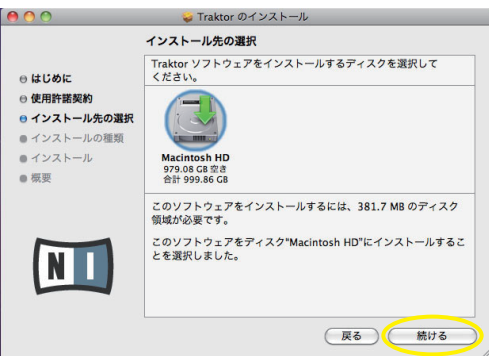 Traktor のインストール
インストール先の選択
はじめに
使用許諾契約
インストール先の選択
インストールの種類
インストール
概要
Traktor ソフトウェアをインストールするディスクを選択して
ください。
Macintosh HD
979.08 GB 空き
合計 999.86 GB
このソフトウェアをインストールするには、381.7 MB のディスク
領域が必要です。
このソフトウェアをディスク"Macintosh HD"にインストールするこ
とを選択しました。
NI
戻る
続ける